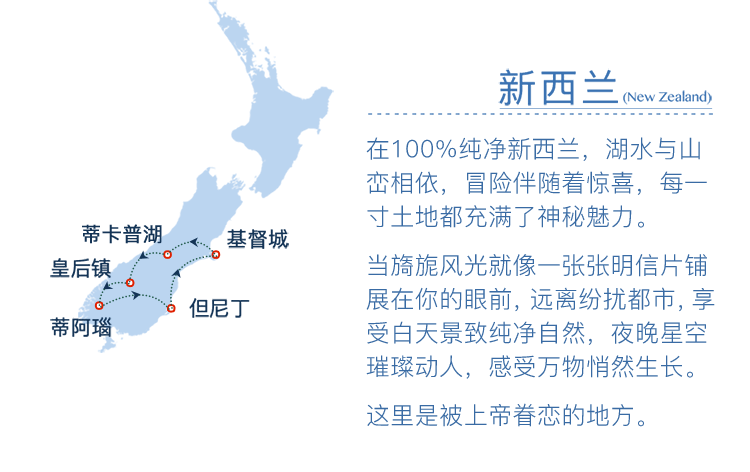 新西兰(New Zealand)
在100%纯净新西兰，湖水与山
峦相依，冒险伴随着惊喜，每一
寸土地都充满了神秘魅力。
当旖旎风光就像一张张明信片铺
展在你的眼前, 远离纷扰都市, 享
受白天景致纯净自然，夜晚星空
璀璨动人，感受万物悄然生长。
这里是被上帝眷恋的地方。
蒂卡普湖
基督城
皇后镇
但尼丁
蒂阿瑙